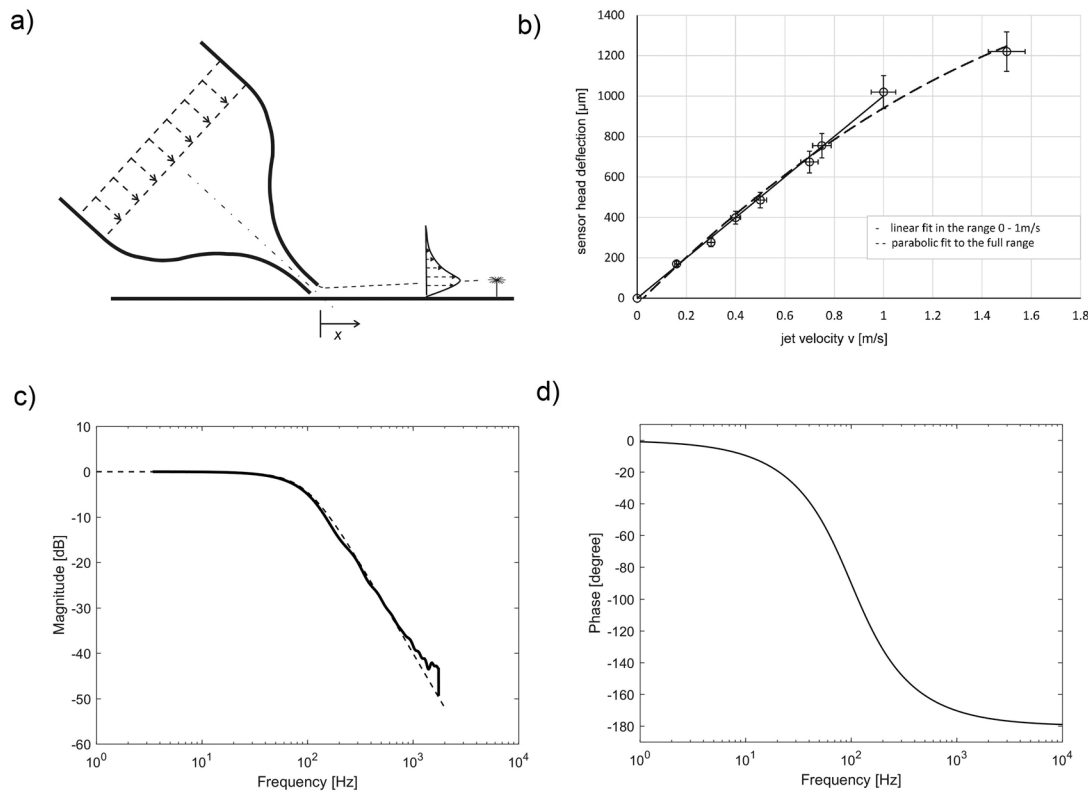 a)
x
b)
1400
1200
1000
800
600
400
200
0
sensor head deflection [µm]
0 0.2 0.4 0.6 0.8 1 1.2 1.4 1.6 1.8
jet velocity v [m/s]
- linear fit in the range 0 - 1m/s
-- parabolic fit to the full range
c)
10
0
-10
-20
-30
-40
-50
-60
Magnitude [dB]
10⁰ 10¹ 10² 10³ 10⁴
Frequency [Hz]
d)
0
-20
-40
-60
-80
-100
-120
-140
-160
-180
Phase [degree]
10⁰ 10¹ 10² 10³ 10⁴
Frequency [Hz]